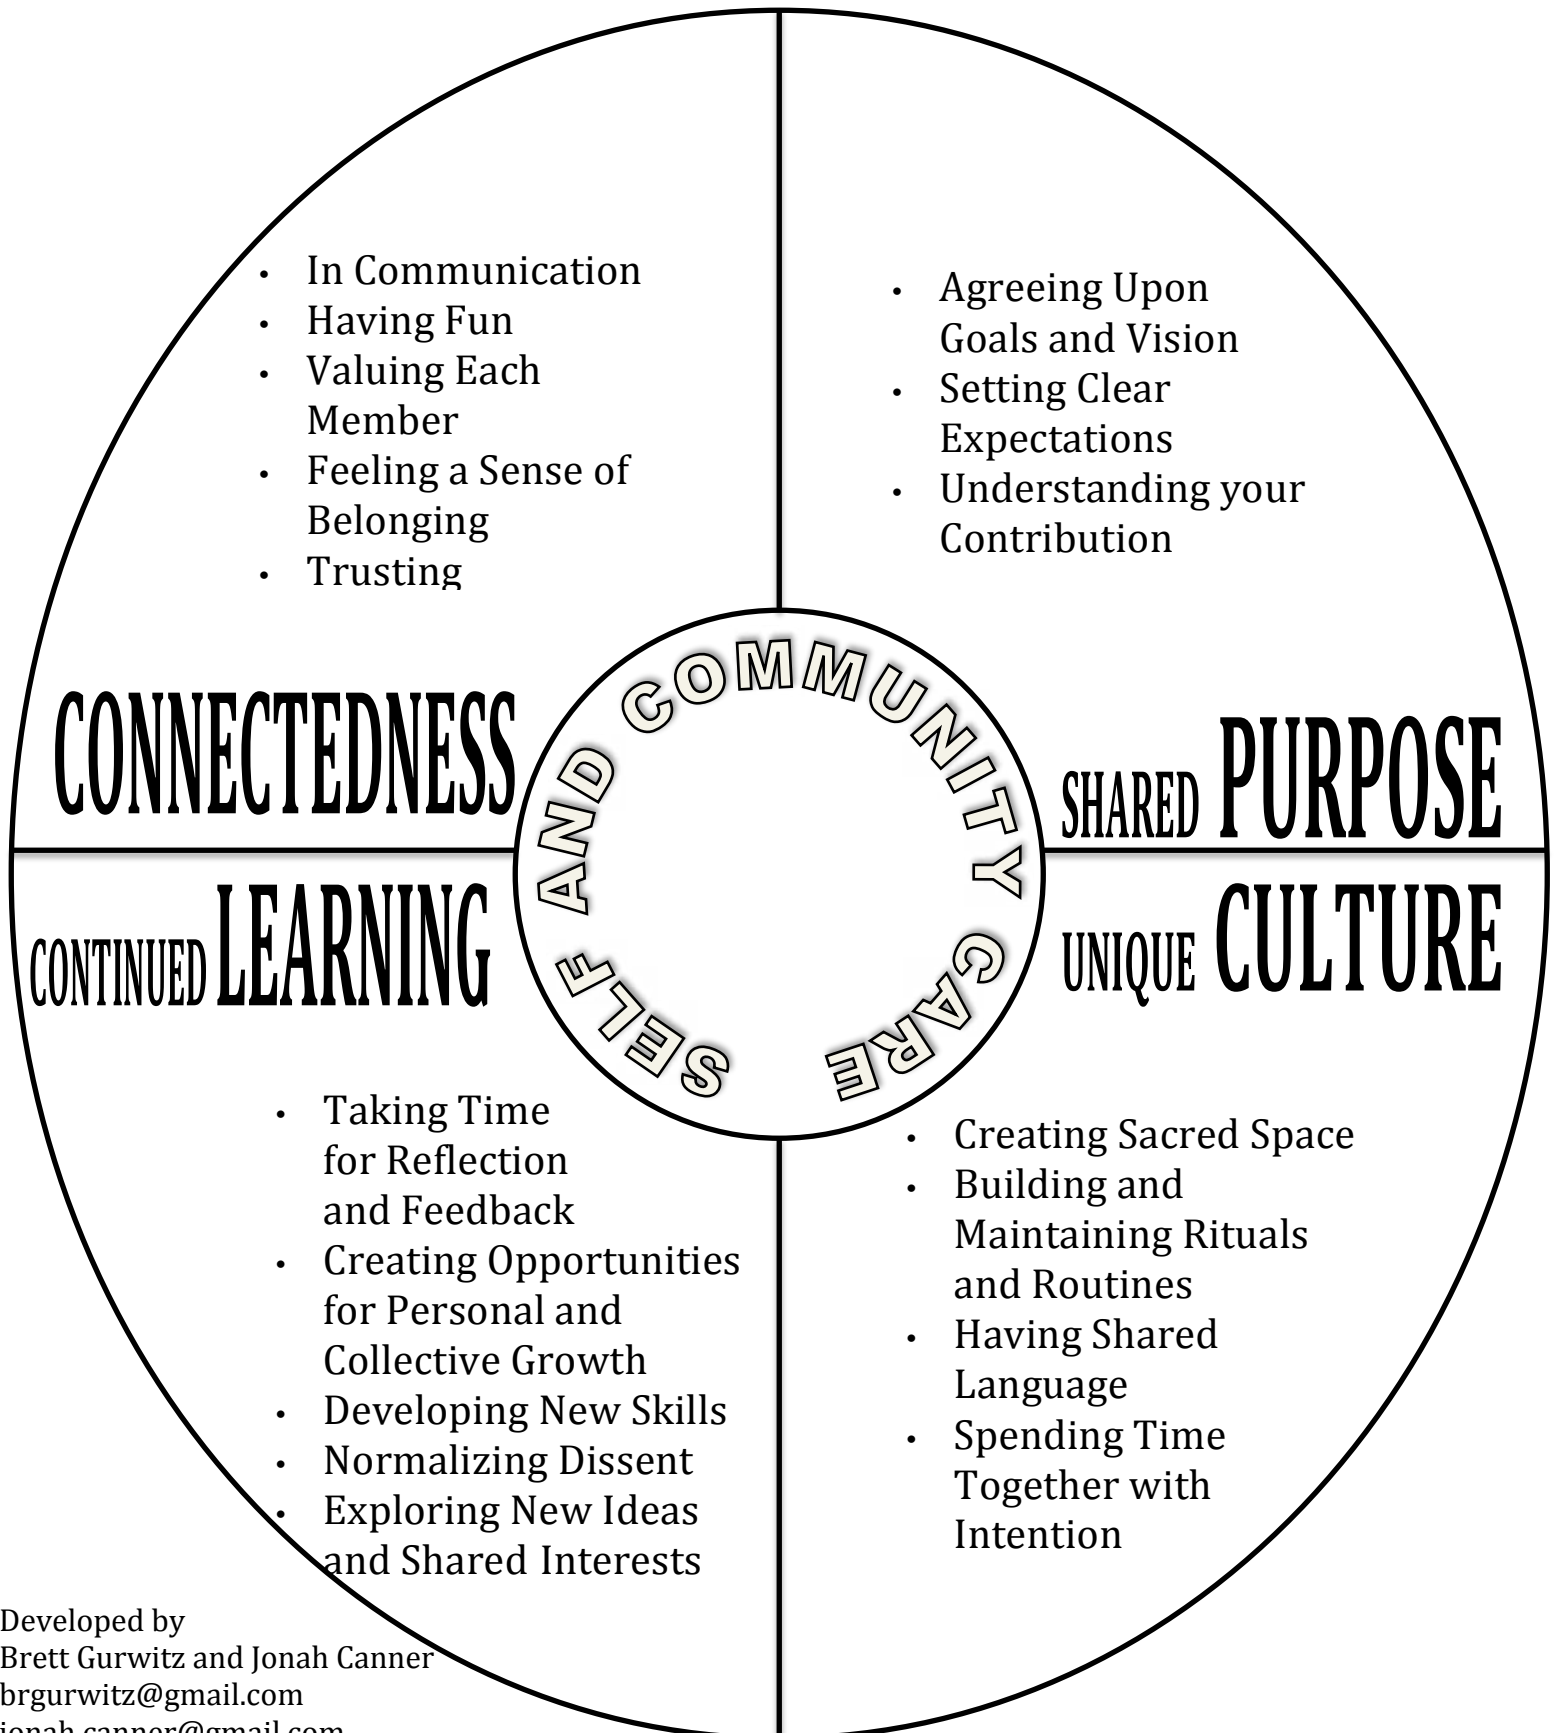 • In Communication
• Having Fun
• Valuing Each
Member
• Feeling a Sense of
Belonging
• Trusting
CONNECTEDNESS
• Agreeing Upon
Goals and Vision
• Setting Clear
Expectations
• Understanding your
Contribution
SHARED PURPOSE
SELF AND COMMUNITY CARE
CONTINUED LEARNING
• Taking Time
for Reflection
and Feedback
• Creating Opportunities
for Personal and
Collective Growth
• Developing New Skills
• Normalizing Dissent
• Exploring New Ideas
and Shared Interests
UNIQUE CULTURE
• Creating Sacred Space
• Building and
Maintaining Rituals
and Routines
• Having Shared
Language
• Spending Time
Together with
Intention
Developed by
Brett Gurwitz and Jonah Canner
brgurwitz@gmail.com
jonah.canner@gmail.com